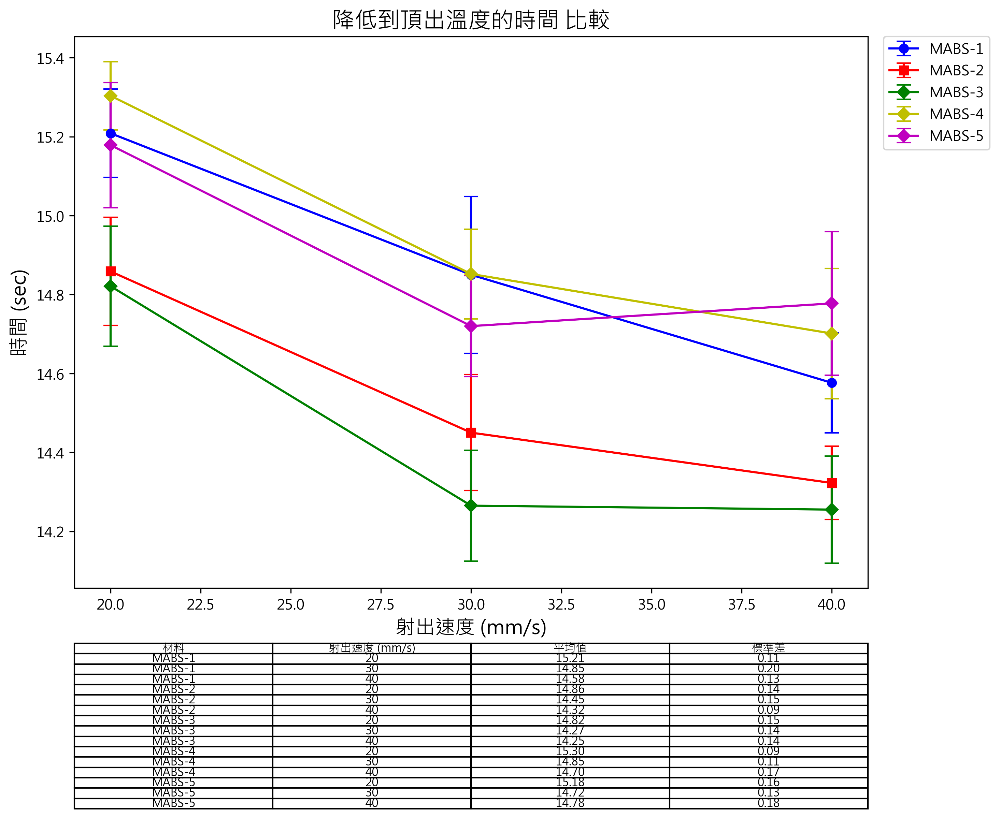 降低到頂出溫度的時間 比較
MABS-1
MABS-2
MABS-3
MABS-4
MABS-5
時間 (sec)
15.4
15.2
15.0
14.8
14.6
14.4
14.2
20.0 22.5 25.0 27.5 30.0 32.5 35.0 37.5 40.0
射出速度 (mm/s)
材料 射出速度 (mm/s) 平均值 標準差
MABS-1 20 15.21 0.11
MABS-1 30 14.85 0.20
MABS-1 40 14.58 0.13
MABS-2 20 14.86 0.14
MABS-2 30 14.45 0.15
MABS-2 40 14.32 0.09
MABS-3 20 14.82 0.15
MABS-3 30 14.27 0.14
MABS-3 40 14.25 0.14
MABS-4 20 15.30 0.09
MABS-4 30 14.85 0.11
MABS-4 40 14.70 0.17
MABS-5 20 15.18 0.16
MABS-5 30 14.72 0.13
MABS-5 40 14.78 0.18